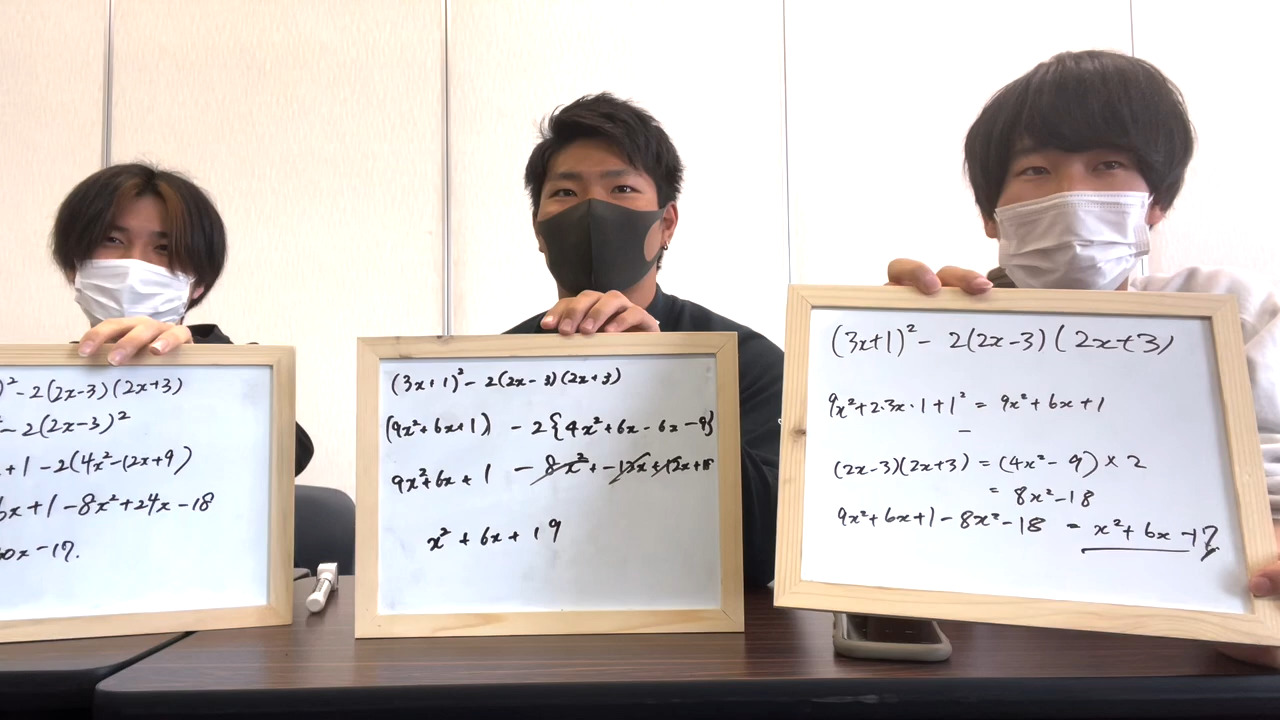 )² - 2(2x-3)(2x+3)
- 2(2x-3)²
+1 - 2(4x²-12x+9)
6x+1-8x²+24x-18
30x-17.
(3x+1)² - 2(2x-3)(2x+3)
(9x²+6x+1) - 2{4x²+6x-6x-9}
9x²+6x+1 - 8x² + -12x+12x+18
x² + 6x + 19
(3x+1)² - 2(2x-3)(2x+3)
9x²+2·3x·1+1² = 9x²+6x+1
(2x-3)(2x+3) = (4x²-9)×2
= 8x²-18
9x²+6x+1-8x²-18 = x²+6x-17